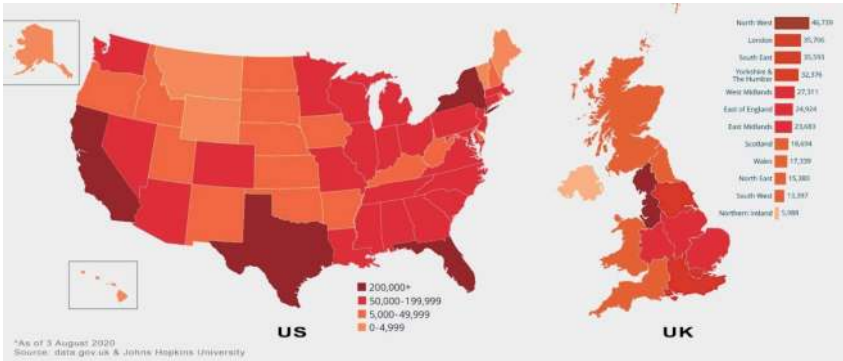 North West 46,739
London 35,706
South East 35,593
Yorkshire &
The Humber 32,376
West Midlands 27,311
East of England 24,924
East Midlands 23,683
Scotland 18,694
Wales 17,339
North East 15,380
South West 13,397
Northern Ireland 5,988
200,000+
50,000-199,999
5,000-49,999
0-4,999
US
UK
*As of 3 August 2020
Source: data.gov.uk & Johns Hopkins University